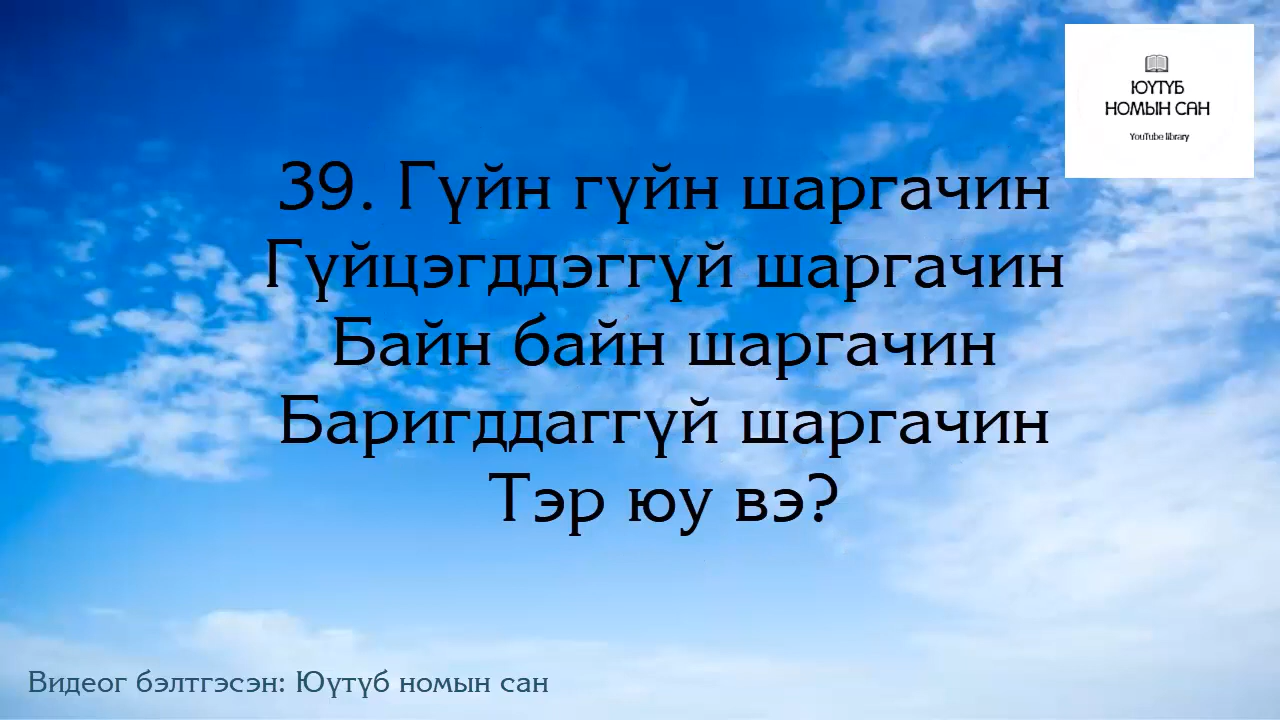 ЮҮТҮБ
НОМЫН САН
YouTube library
39. Гүйн гүйн шаргачин
Гүйцэгддэггүй шаргачин
Байн байн шаргачин
Баригддаггүй шаргачин
Тэр юу вэ?
Видеог бэлтгэсэн: Юүтүб номын сан